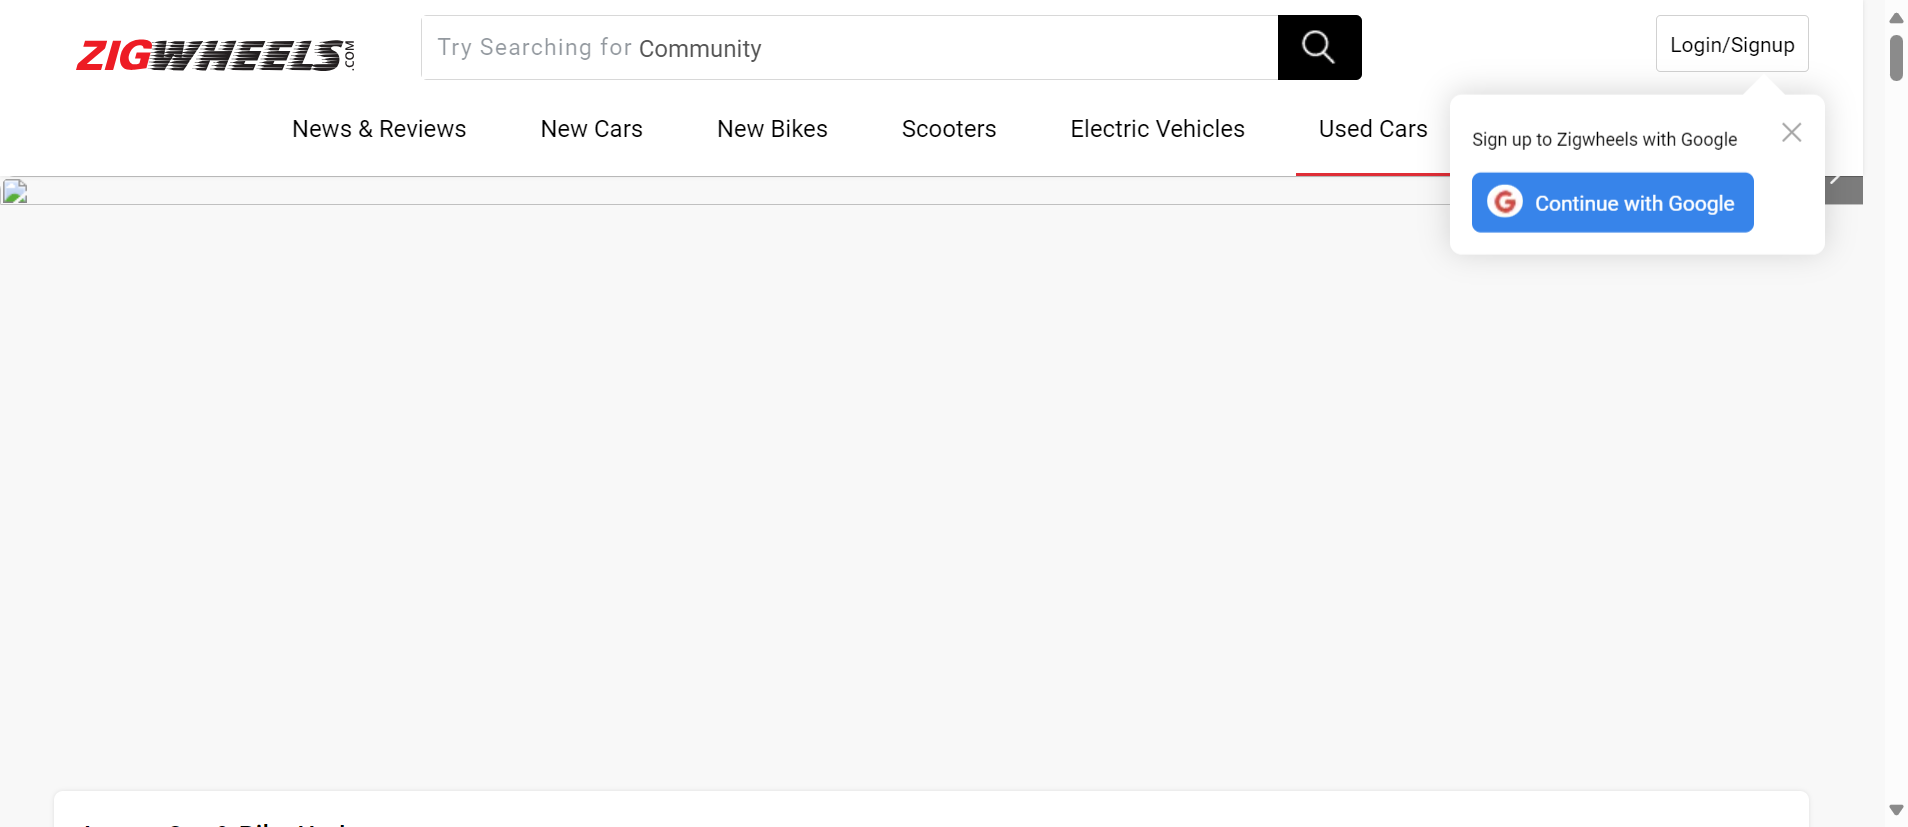 ZIGWHEELS.COM
Try Searching for Community
Login/Signup
News & Reviews
New Cars
New Bikes
Scooters
Electric Vehicles
Used Cars
Sign up to Zigwheels with Google
Continue with Google